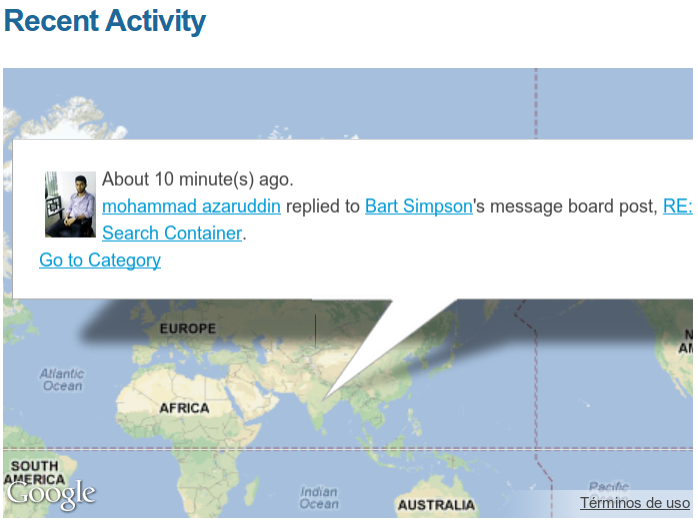 Recent Activity
About 10 minute(s) ago.
mohammad azaruddin replied to Bart Simpson's message board post, RE:
Search Container.
Go to Category
EUROPE
N
AM
Atlantic
Ocean
AFRICA
SOUTH
AMERICA
Google
Indian
Ocean
AUSTRALIA
Pacific
Ocean
Términos de uso